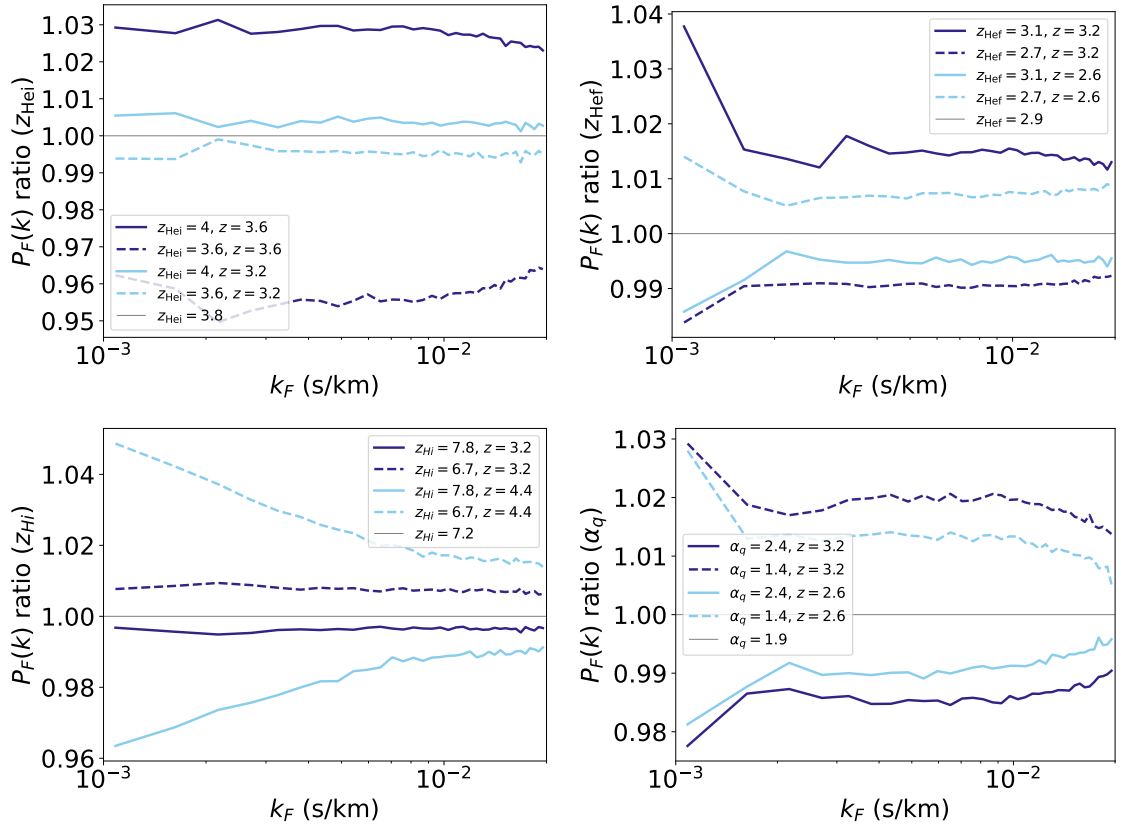 1.03
1.02
1.01
1.00
0.99
0.98
0.97
0.96
0.95
P_F(k) ratio (z_Hei)
z_Hei = 4, z = 3.6
z_Hei = 3.6, z = 3.6
z_Hei = 4, z = 3.2
z_Hei = 3.6, z = 3.2
z_Hei = 3.8
10^−3
10^−2
k_F (s/km)
1.04
1.03
1.02
1.01
1.00
0.99
P_F(k) ratio (z_Hef)
z_Hef = 3.1, z = 3.2
z_Hef = 2.7, z = 3.2
z_Hef = 3.1, z = 2.6
z_Hef = 2.7, z = 2.6
z_Hef = 2.9
10^−3
10^−2
k_F (s/km)
1.04
1.02
1.00
0.98
0.96
P_F(k) ratio (z_Hi)
z_Hi = 7.8, z = 3.2
z_Hi = 6.7, z = 3.2
z_Hi = 7.8, z = 4.4
z_Hi = 6.7, z = 4.4
z_Hi = 7.2
10^−3
10^−2
k_F (s/km)
1.03
1.02
1.01
1.00
0.99
0.98
P_F(k) ratio (α_q)
α_q = 2.4, z = 3.2
α_q = 1.4, z = 3.2
α_q = 2.4, z = 2.6
α_q = 1.4, z = 2.6
α_q = 1.9
10^−3
10^−2
k_F (s/km)